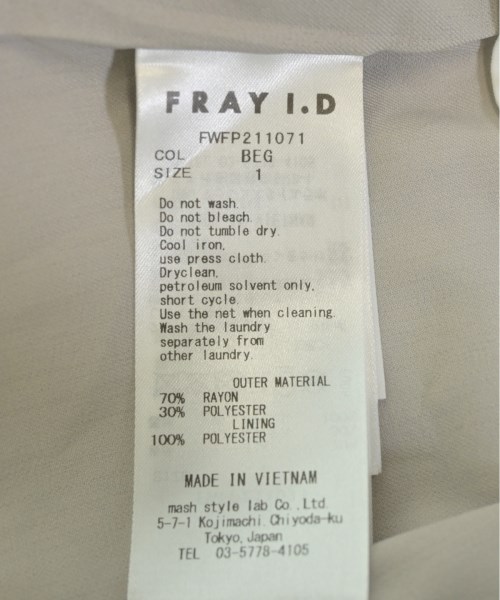 FRAY I.D
FWFP211071
COL BEG
SIZE 1
Do not wash.
Do not bleach.
Do not tumble dry.
Cool iron,
use press cloth.
Dryclean,
petroleum solvent only,
short cycle.
Use the net when cleaning.
Wash the laundry
separately from
other laundry.
OUTER MATERIAL
70% RAYON
30% POLYESTER
LINING
100% POLYESTER
MADE IN VIETNAM
mash style lab Co.,Ltd.
5-7-1 Kojimachi, Chiyoda-ku
Tokyo, Japan
TEL 03-5778-4105